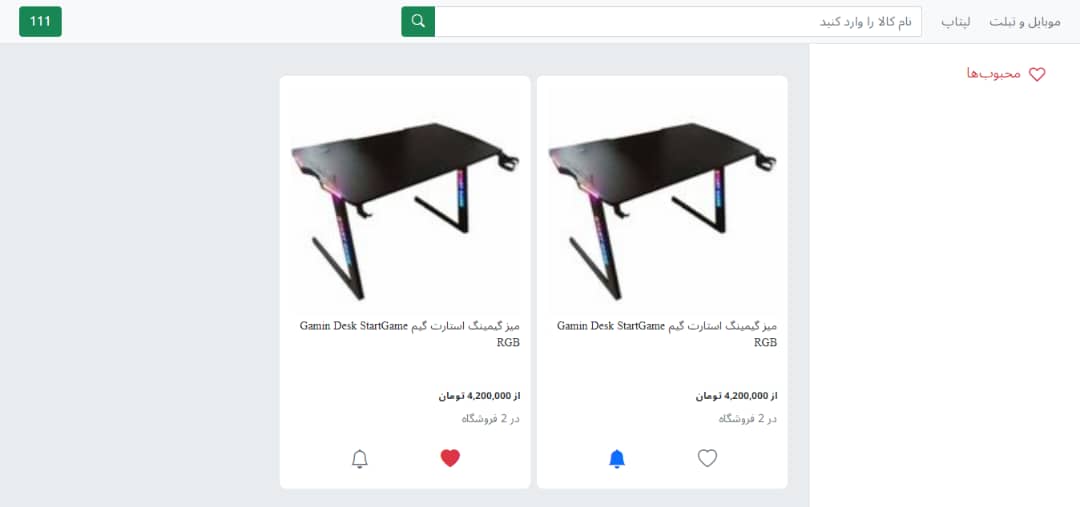 موبایل و تبلت
لپتاپ
نام کالا را وارد کنید
111
محبوب‌ها
میز گیمینگ استارت گیم Gamin Desk StartGame
RGB
از 4,200,000 تومان
در 2 فروشگاه
میز گیمینگ استارت گیم Gamin Desk StartGame
RGB
از 4,200,000 تومان
در 2 فروشگاه